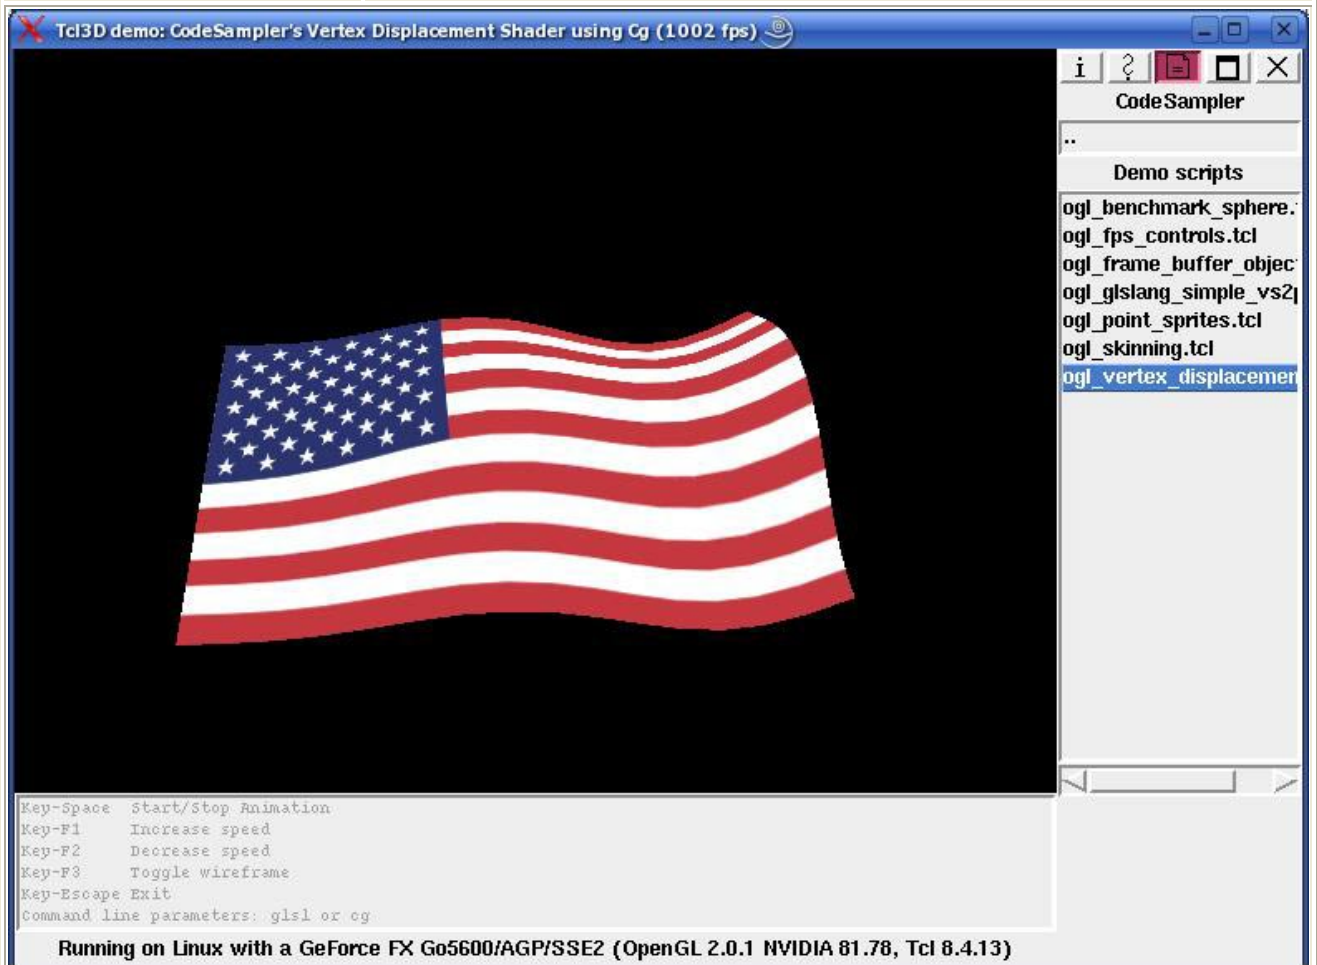 Tcl3D demo: CodeSampler's Vertex Displacement Shader using Cg (1002 fps)
i ?
CodeSampler
..
Demo scripts
ogl_benchmark_sphere.
ogl_fps_controls.tcl
ogl_frame_buffer_objec
ogl_glslang_simple_vs2
ogl_point_sprites.tcl
ogl_skinning.tcl
ogl_vertex_displacemen
Key-Space Start/Stop Animation
Key-F1 Increase speed
Key-F2 Decrease speed
Key-F3 Toggle wireframe
Key-Escape Exit
Command line parameters: glsl or cg
Running on Linux with a GeForce FX Go5600/AGP/SSE2 (OpenGL 2.0.1 NVIDIA 81.78, Tcl 8.4.13)